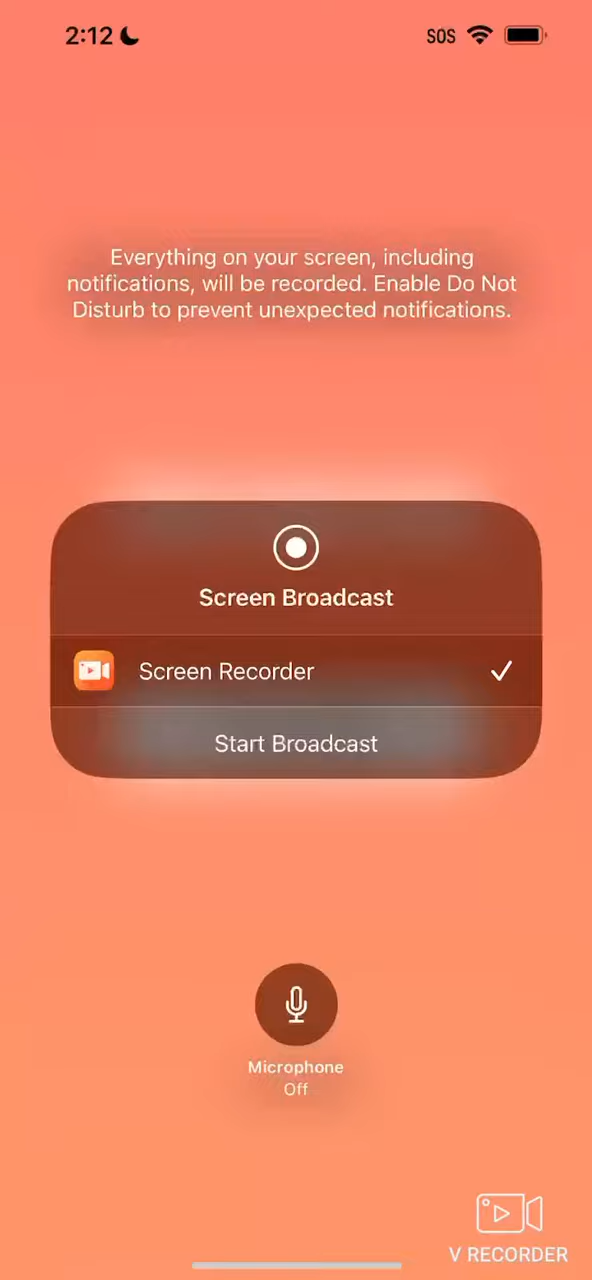 2:12
SOS
Everything on your screen, including
notifications, will be recorded. Enable Do Not
Disturb to prevent unexpected notifications.
Screen Broadcast
Screen Recorder
Start Broadcast
Microphone
Off
V RECORDER